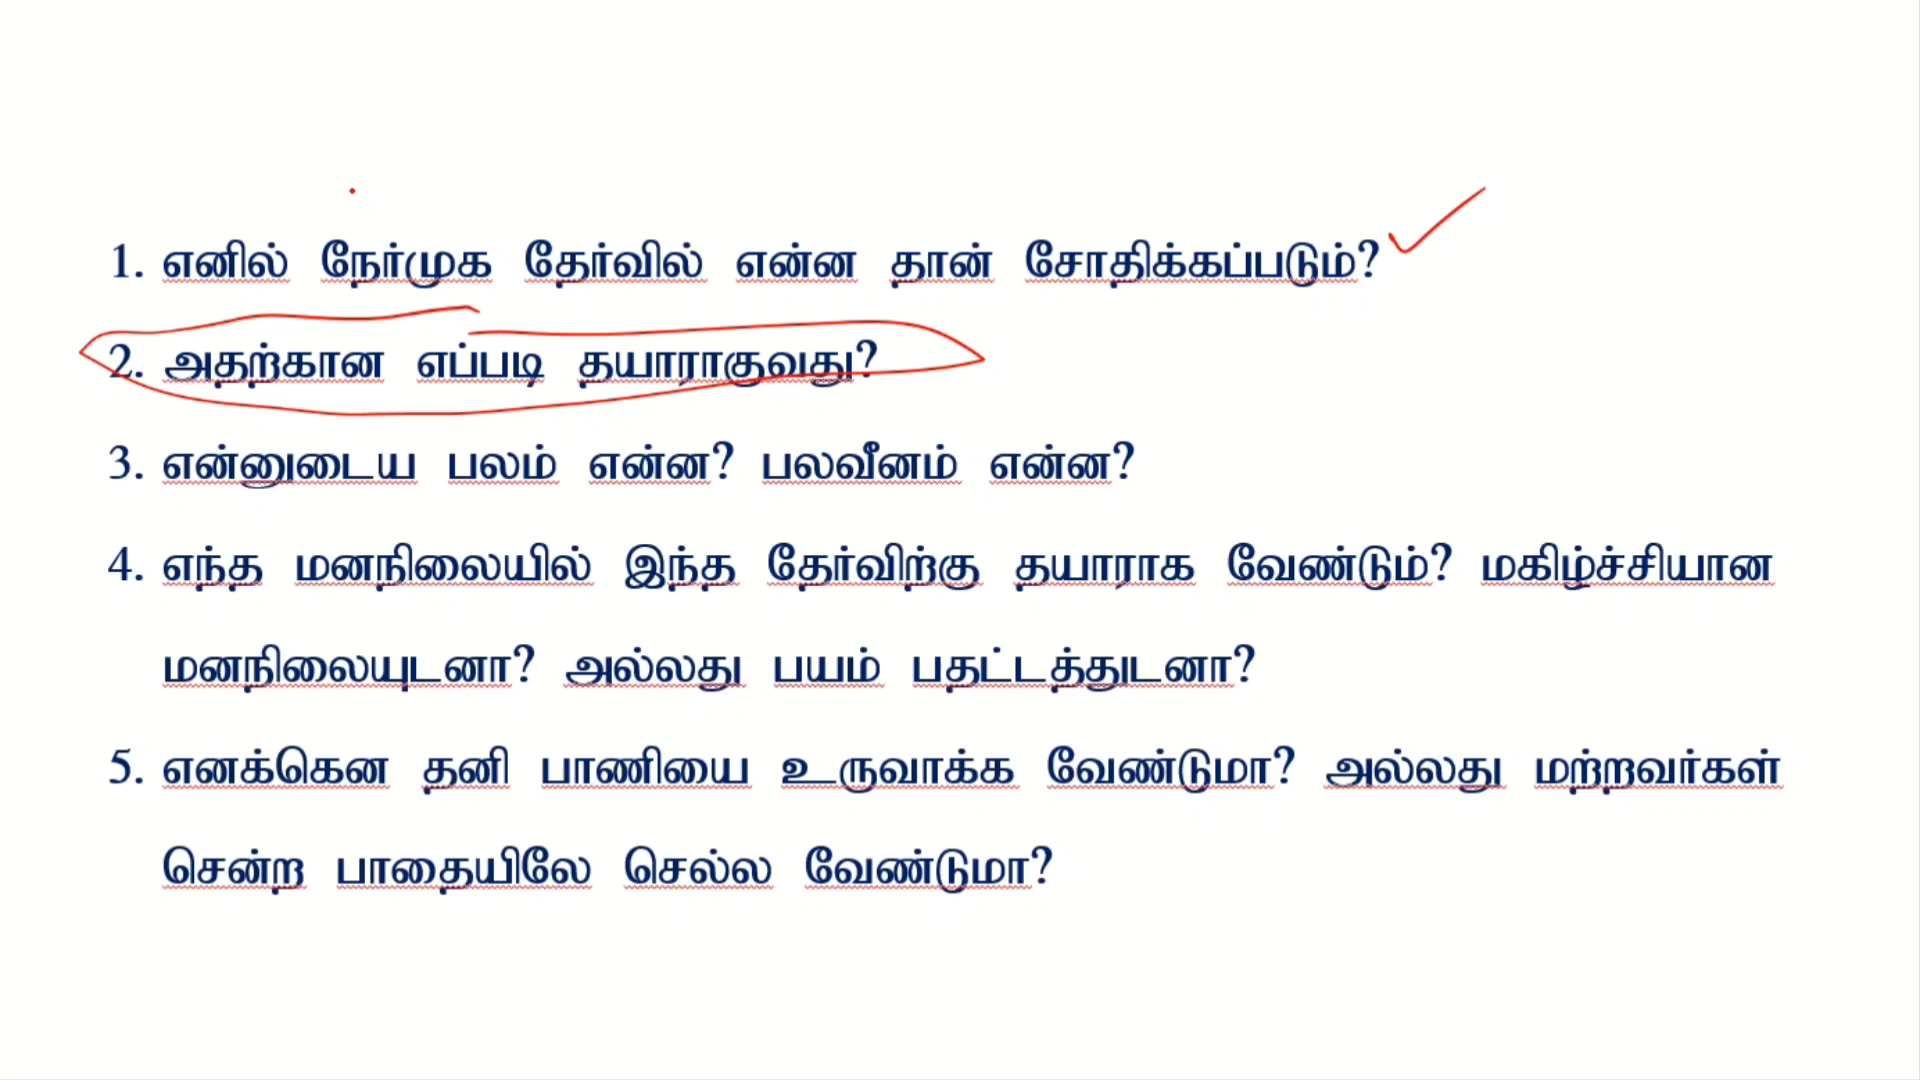 1. எனில் நேர்முக தேர்வில் என்ன தான் சோதிக்கப்படும்?
2. அதற்கான எப்படி தயாராகுவது?
3. என்னுடைய பலம் என்ன? பலவீனம் என்ன?
4. எந்த மனநிலையில் இந்த தேர்விற்கு தயாராக வேண்டும்? மகிழ்ச்சியான
மனநிலையுடனா? அல்லது பயம் பதட்டத்துடனா?
5. எனக்கென தனி பாணியை உருவாக்க வேண்டுமா? அல்லது மற்றவர்கள்
சென்ற பாதையிலே செல்ல வேண்டுமா?